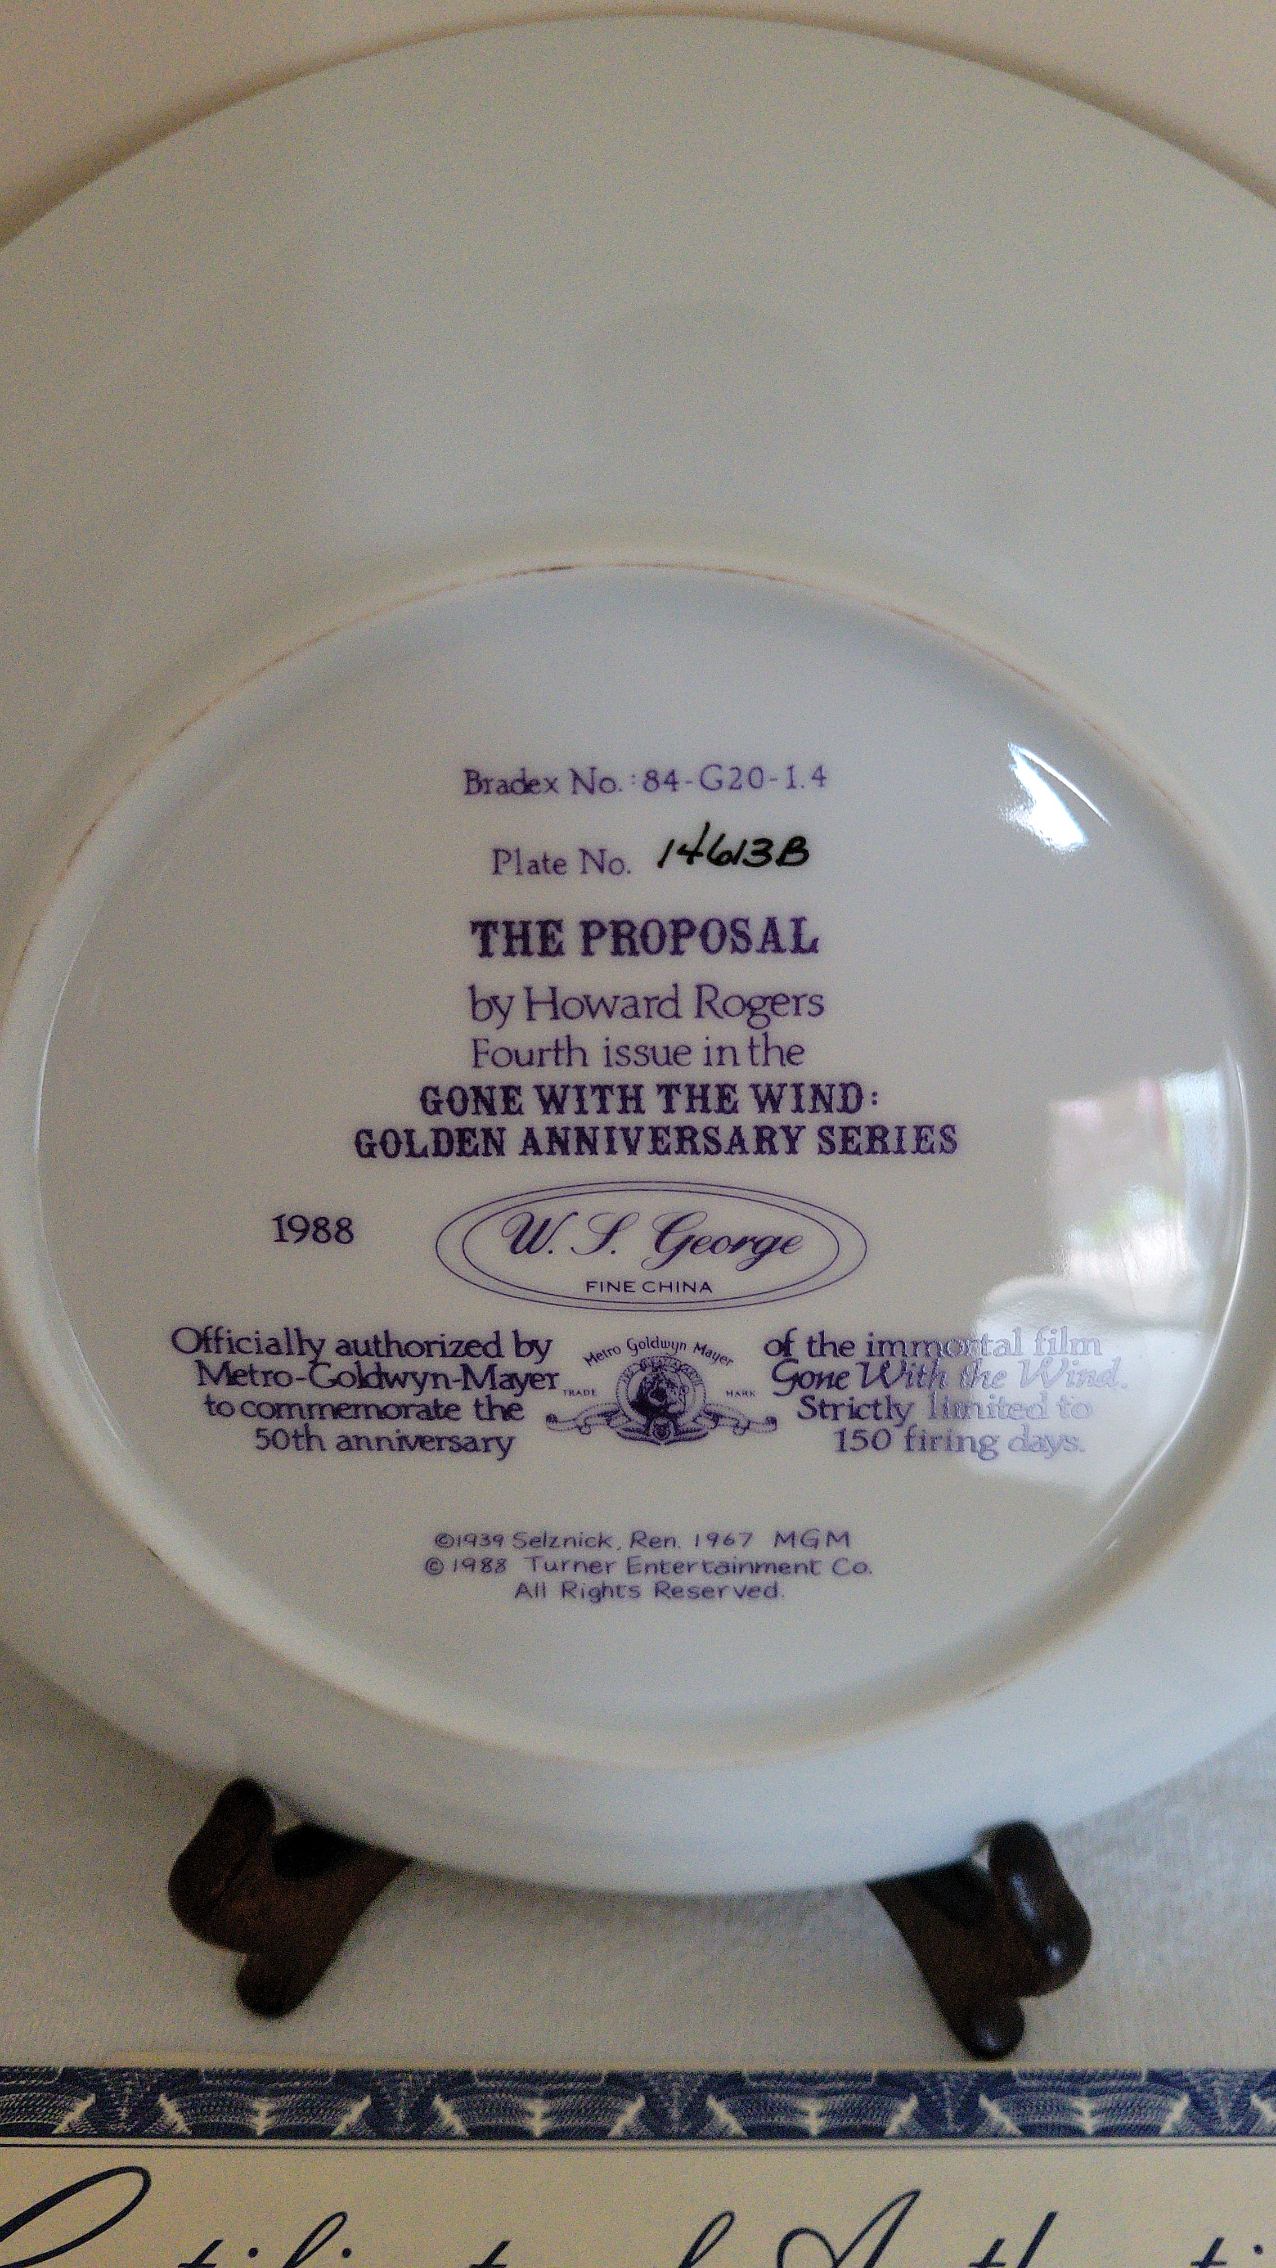 Bradex No.: 84-G20-1.4
Plate No. 14613B
THE PROPOSAL
by Howard Rogers
Fourth issue in the
GONE WITH THE WIND:
GOLDEN ANNIVERSARY SERIES
1988
W. S. George
FINE CHINA
Officially authorized by
Metro-Goldwyn-Mayer
to commemorate the
50th anniversary
Metro Goldwyn Mayer
TRADE MARK
of the immortal film
Gone With the Wind.
Strictly limited to
150 firing days.
©1939 Selznick, Ren. 1967 MGM
©1988 Turner Entertainment Co.
All Rights Reserved.